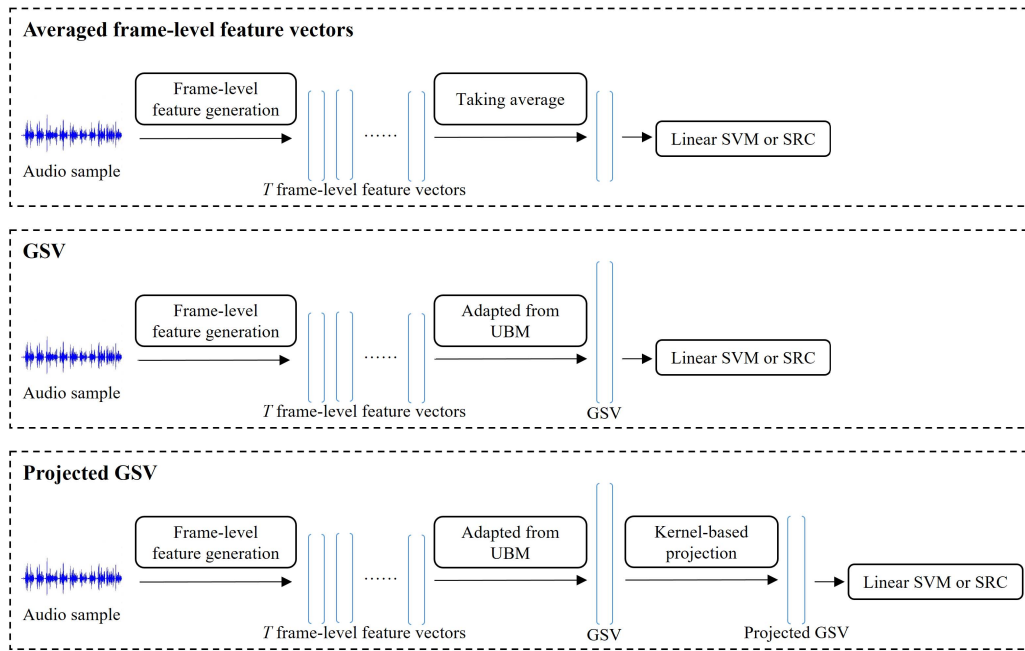 Averaged frame-level feature vectors
Frame-level
feature generation
Taking average
......
Linear SVM or SRC
Audio sample
T frame-level feature vectors
GSV
Frame-level
feature generation
Adapted from
UBM
......
Linear SVM or SRC
Audio sample
T frame-level feature vectors
GSV
Projected GSV
Frame-level
feature generation
Adapted from
UBM
Kernel-based
projection
......
Linear SVM or SRC
Audio sample
T frame-level feature vectors
GSV
Projected GSV